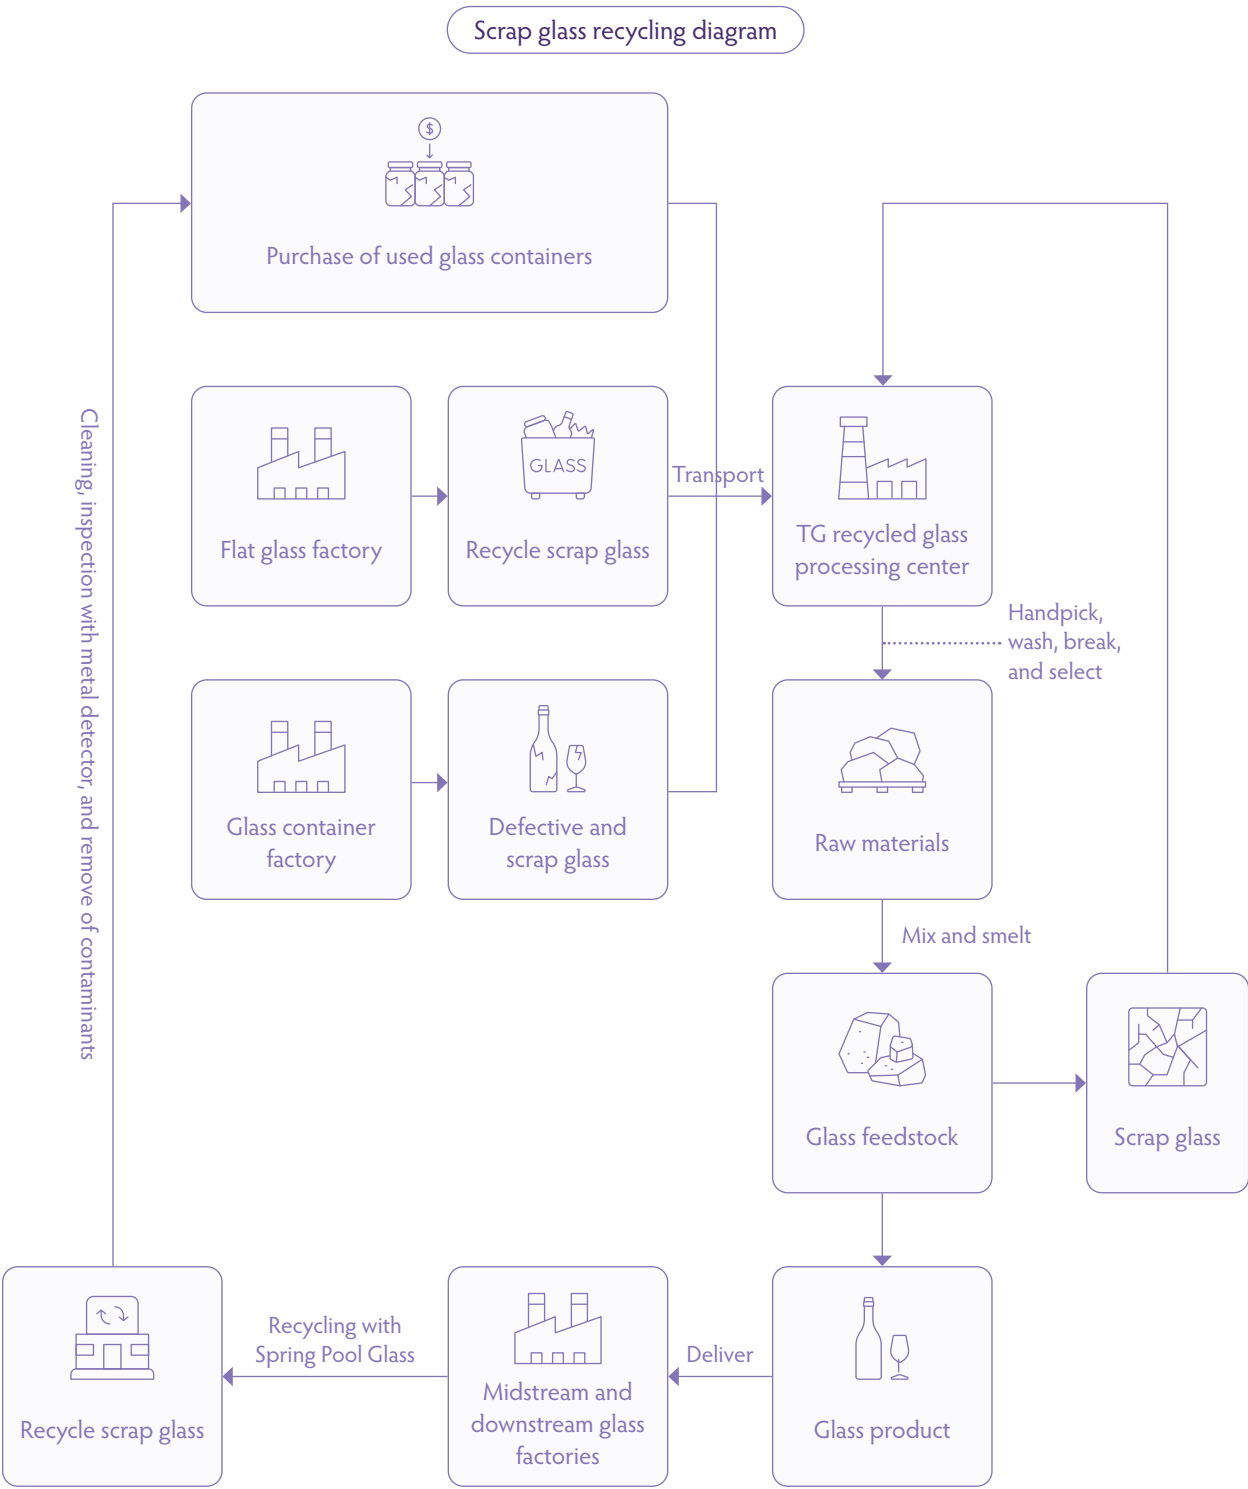 Scrap glass recycling diagram
$
Purchase of used glass containers
Cleaning, inspection with metal detector, and remove of contaminants
Flat glass factory
GLASS
Recycle scrap glass
Transport
TG recycled glass
processing center
Handpick,
wash, break,
and select
Glass container
factory
Defective and
scrap glass
Raw materials
Mix and smelt
Glass feedstock
Scrap glass
Glass product
Deliver
Midstream and
downstream glass
factories
Recycling with
Spring Pool Glass
Recycle scrap glass